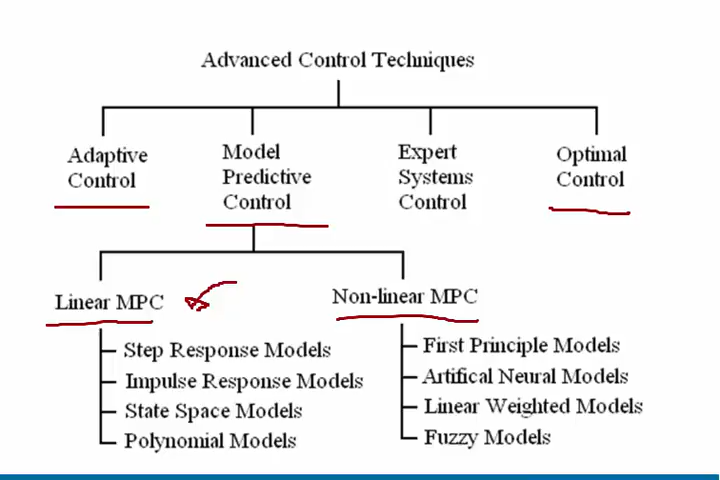 Advanced Control Techniques
Adaptive
Control
Model
Predictive
Control
Expert
Systems
Control
Optimal
Control
Linear MPC
Step Response Models
Impulse Response Models
State Space Models
Polynomial Models
Non-linear MPC
First Principle Models
Artifical Neural Models
Linear Weighted Models
Fuzzy Models